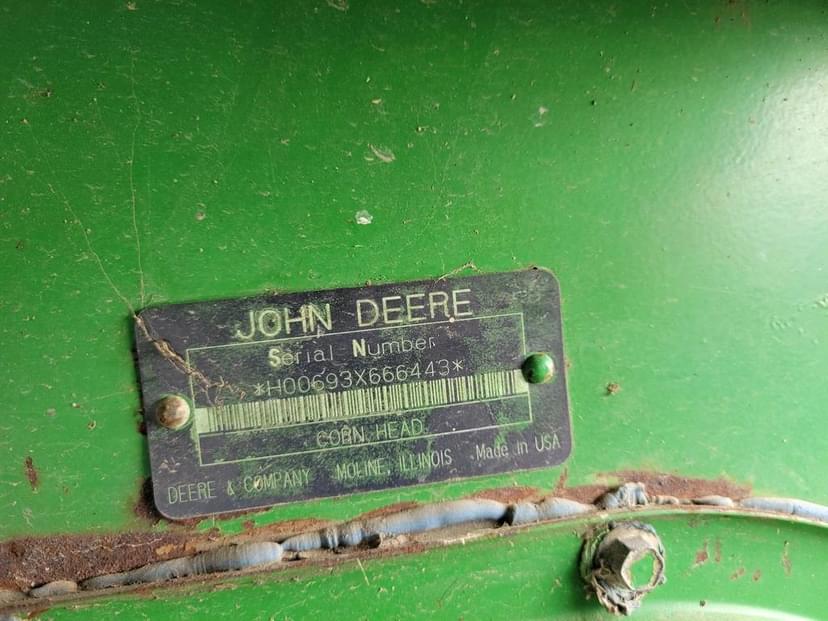 JOHN DEERE
Serial Number
*H00693X666443*
CORN HEAD
DEERE & COMPANY MOLINE, ILLINOIS Made in USA